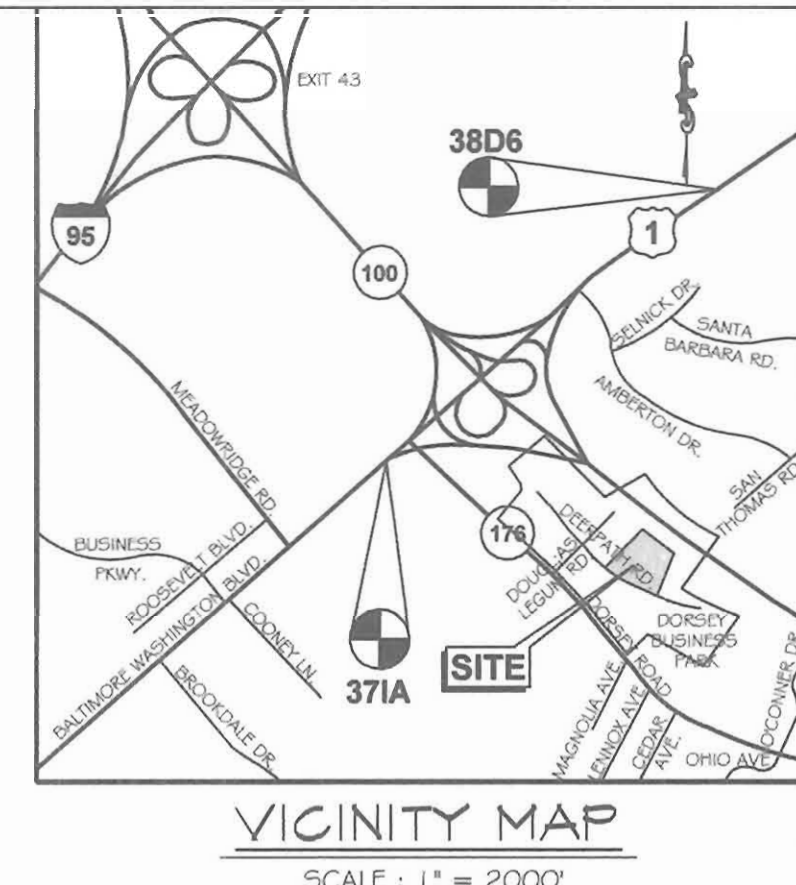 EXIT 43
38D6
95
1
100
SELNICK DR.
SANTA
BARBARA RD.
AMBERTON DR.
MEADOWRIDGE RD.
SAN
THOMAS RD
176
DEERPATH RD.
DOUGLAS
LEGUM RD
BUSINESS
PKWY.
ROOSEVELT BLVD.
BALTIMORE WASHINGTON BLVD.
COONEY LN.
BROOKDALE DR.
37IA
SITE
DORSEY ROAD
DORSEY
BUSINESS
PARK
MAGNOLIA AVE.
LENNOX AVE
CEDAR
AVE.
OHIO AVE
O'CONNER DR
VICINITY MAP
SCALE : 1" = 2000'